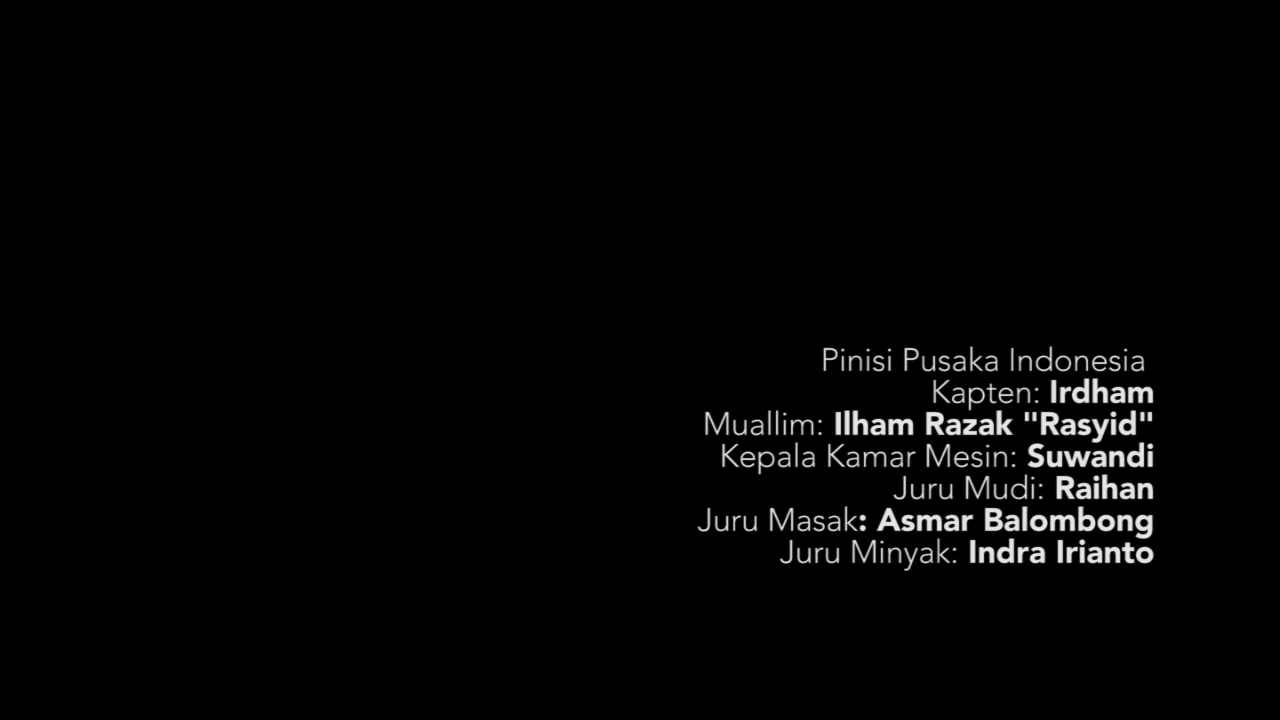 Pinisi Pusaka Indonesia
Kapten: Irdham
Muallim: Ilham Razak "Rasyid"
Kepala Kamar Mesin: Suwandi
Juru Mudi: Raihan
Juru Masak: Asmar Balombong
Juru Minyak: Indra Irianto